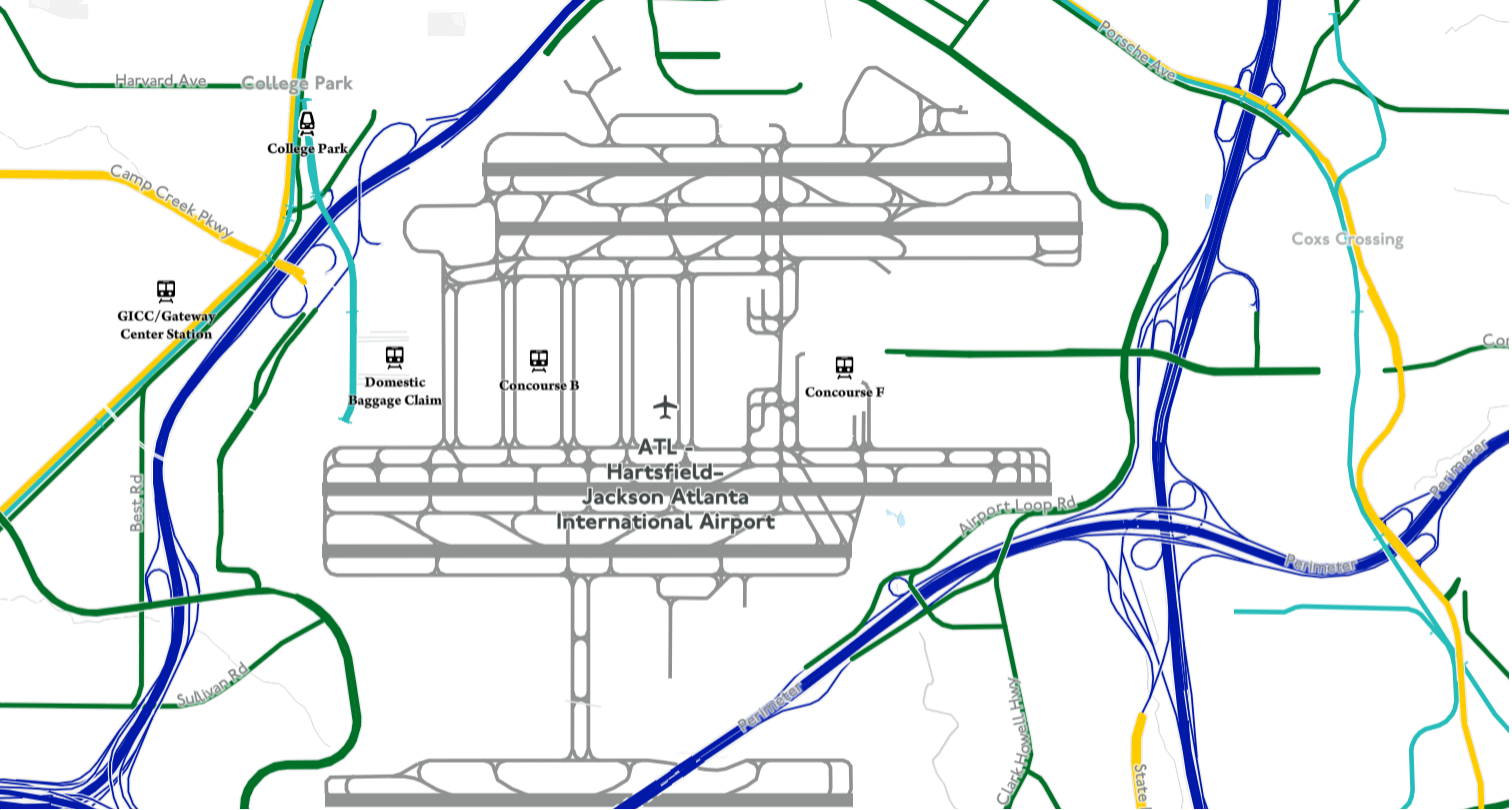 Porsche Ave
Harvard Ave
College Park
College Park
Camp Creek Pkwy
Coxs Crossing
GICC/Gateway
Center Station
Domestic
Baggage Claim
Concourse B
Concourse F
ATL -
Hartsfield-
Jackson Atlanta
International Airport
Best Rd
Airport Loop Rd
Perimeter
Perimeter
Perimeter
Sullivan Rd
Clark Howell Hwy
State